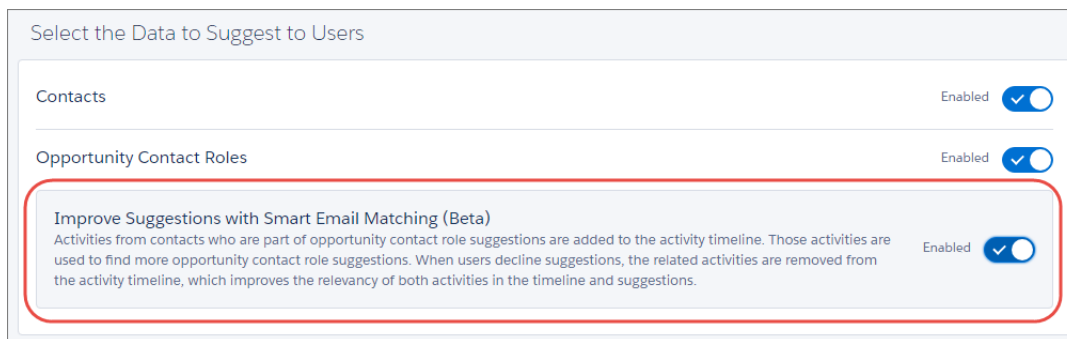 Select the Data to Suggest to Users
Contacts
Enabled
Opportunity Contact Roles
Enabled
Improve Suggestions with Smart Email Matching (Beta)
Activities from contacts who are part of opportunity contact role suggestions are added to the activity timeline. Those activities are
used to find more opportunity contact role suggestions. When users decline suggestions, the related activities are removed from
the activity timeline, which improves the relevancy of both activities in the timeline and suggestions.
Enabled